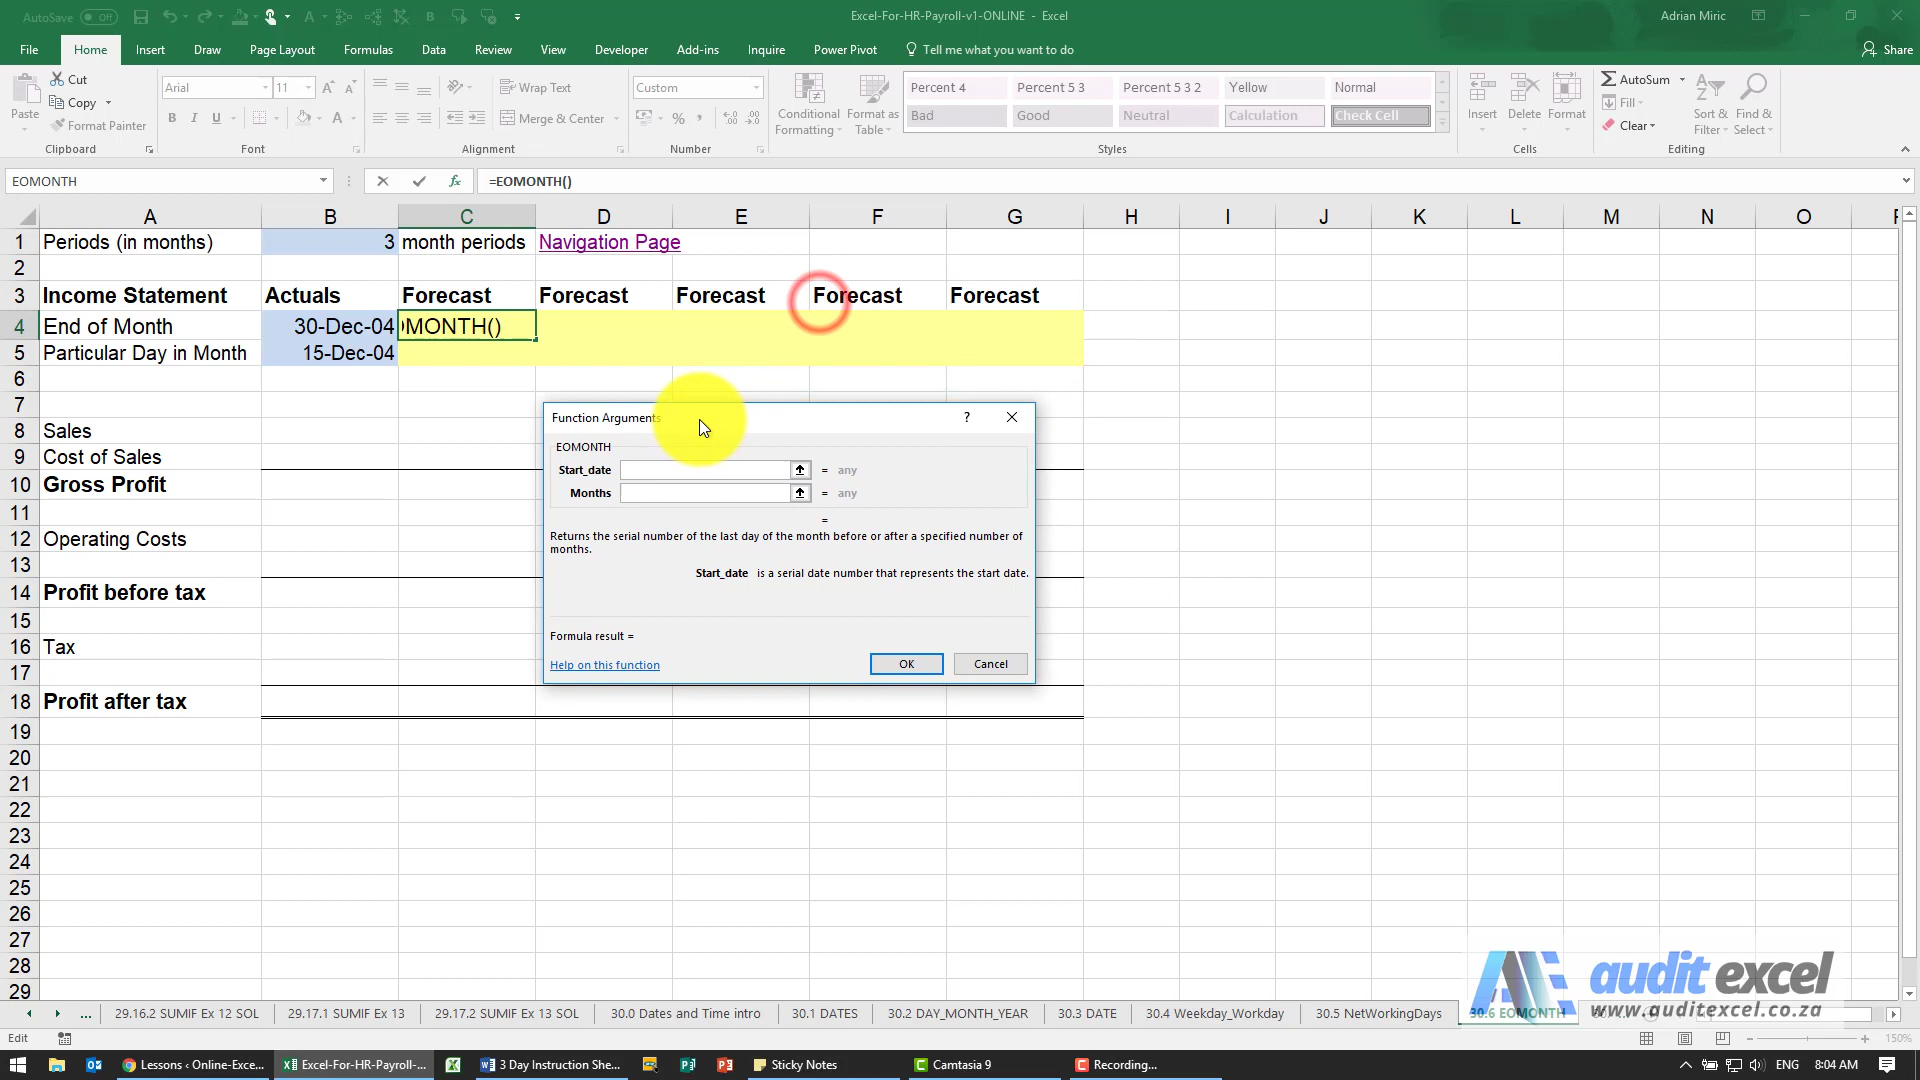 AutoSave Off
Excel-For-HR-Payroll-v1-ONLINE - Excel
Adrian Miric
File Home Insert Draw Page Layout Formulas Data Review View Developer Add-ins Inquire Power Pivot Tell me what you want to do Share
Paste Cut Copy Format Painter Clipboard
Arial 11 B I U A Font
Wrap Text Merge & Center Alignment
Custom % Number
Conditional Formatting Format as Table
Percent 4 Percent 5 3 Percent 5 3 2 Yellow Normal
Bad Good Neutral Calculation Check Cell
Styles
Insert Delete Format Cells
AutoSum Fill Clear Sort & Filter Find & Select Editing
EOMONTH fx =EOMONTH()
A B C D E F G H I J K L M N O
1 Periods (in months) 3 month periods Navigation Page
2
3 Income Statement Actuals Forecast Forecast Forecast Forecast Forecast
4 End of Month 30-Dec-04 OMONTH()
5 Particular Day in Month 15-Dec-04
6
7
8 Sales
9 Cost of Sales
10 Gross Profit
11
12 Operating Costs
13
14 Profit before tax
15
16 Tax
17
18 Profit after tax
19
20
21
22
23
24
25
26
27
28
29
Function Arguments ?
EOMONTH
Start_date = any
Months = any
=
Returns the serial number of the last day of the month before or after a specified number of
months.
Start_date is a serial date number that represents the start date.
Formula result =
Help on this function OK Cancel
audit excel
www.auditexcel.co.za
... 29.16.2 SUMIF Ex 12 SOL 29.17.1 SUMIF Ex 13 29.17.2 SUMIF Ex 13 SOL 30.0 Dates and Time intro 30.1 DATES 30.2 DAY_MONTH_YEAR 30.3 DATE 30.4 Weekday_Workday 30.5 NetWorkingDays 30.6 EOMONTH
Edit 150%
Lessons ‹ Online-Exce... Excel-For-HR-Payroll-... 3 Day Instruction She... Sticky Notes Camtasia 9 Recording... ENG 8:04 AM